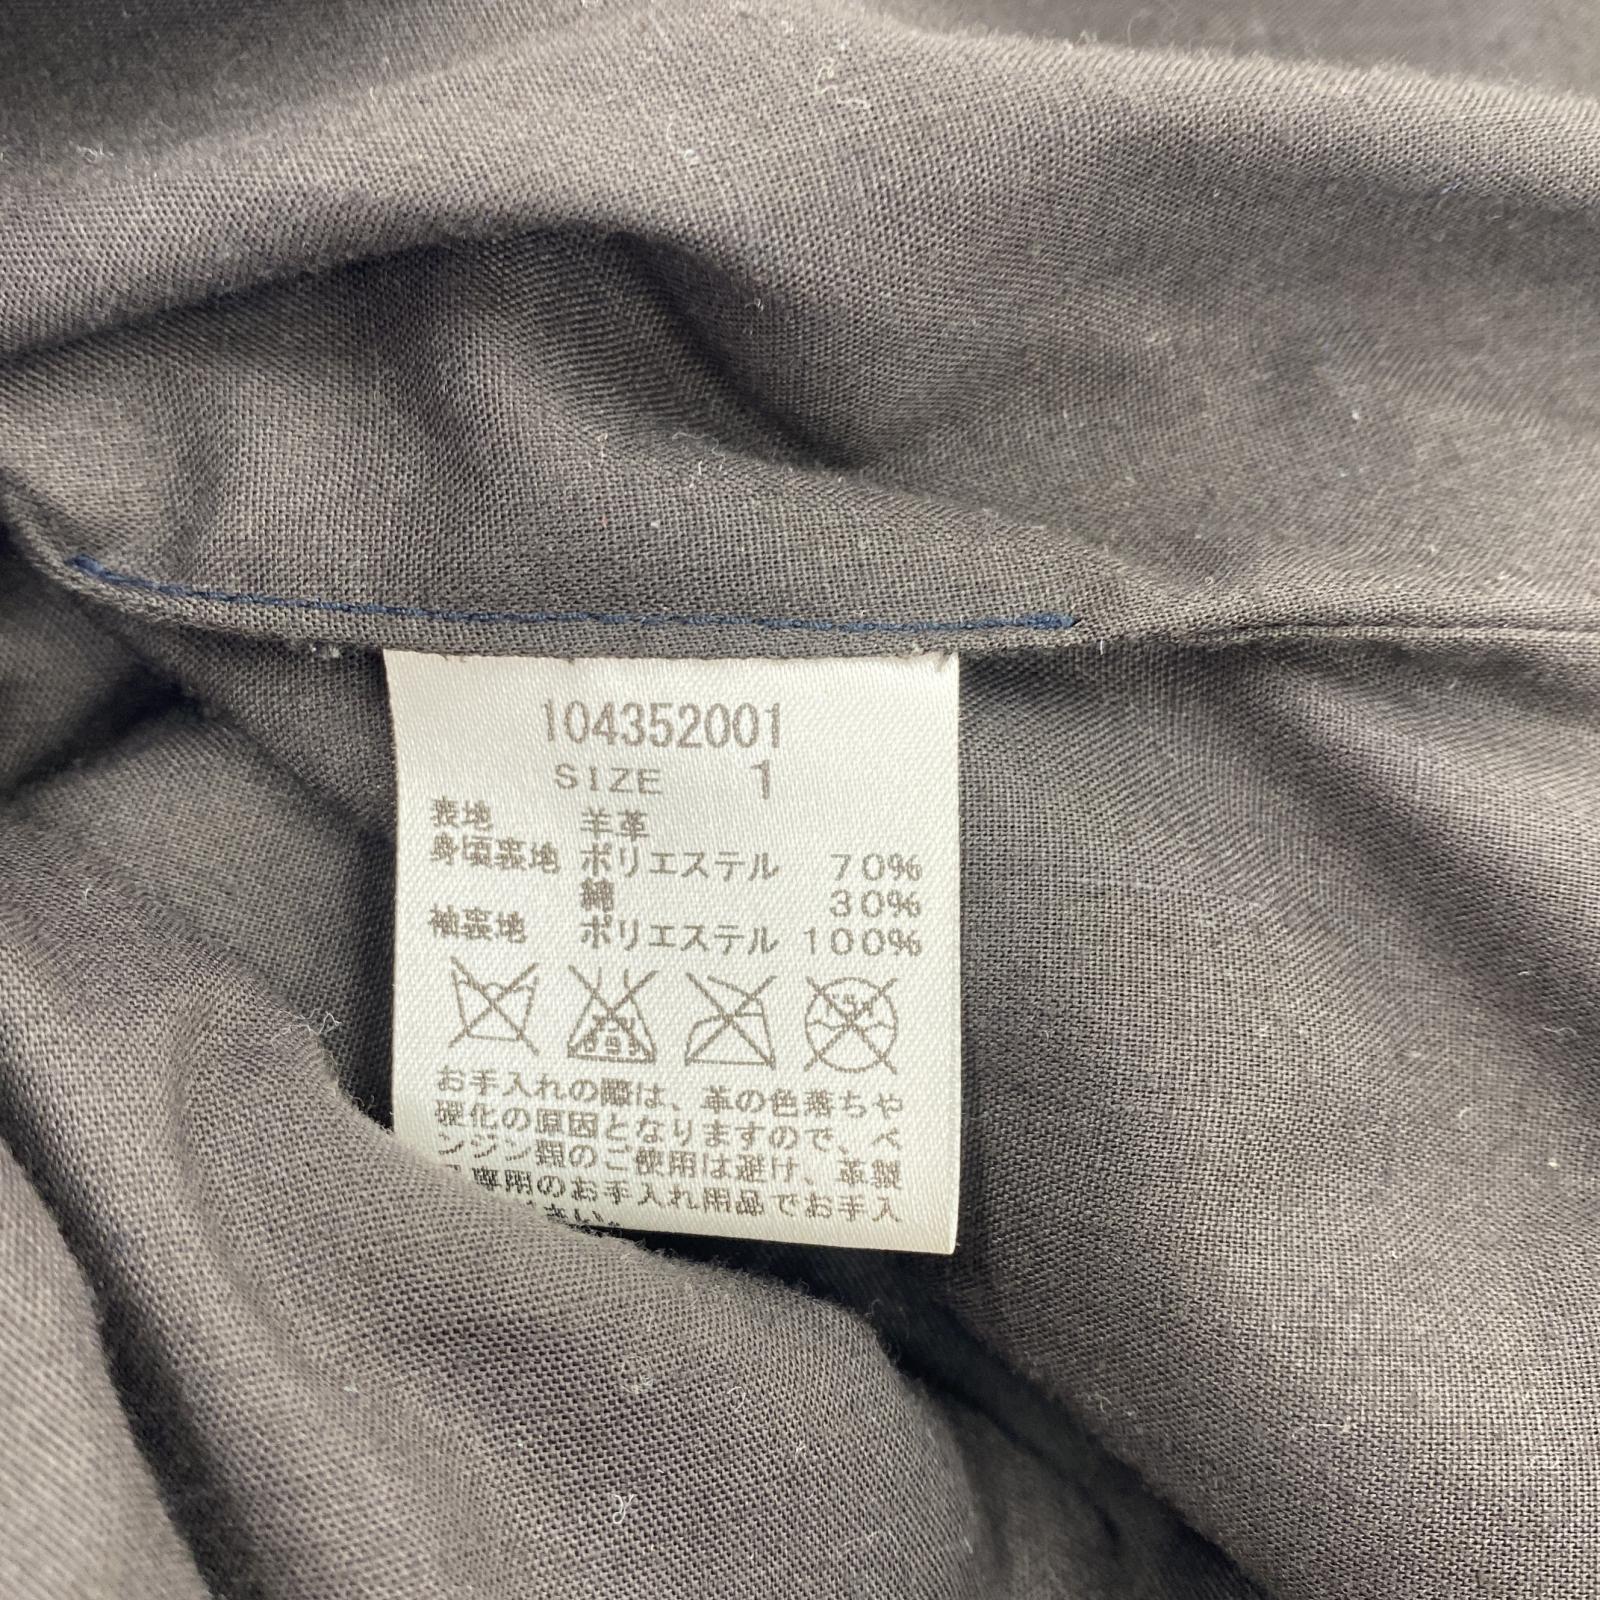 104352001
SIZE 1
表地 羊革
身頃裏地 ポリエステル 70%
綿 30%
袖裏地 ポリエステル 100%
お手入れの際は、革の色落ちや
硬化の原因となりますので、ベ
ンジン類のご使用は避け、革製
専用のお手入れ用品でお手入
さい。